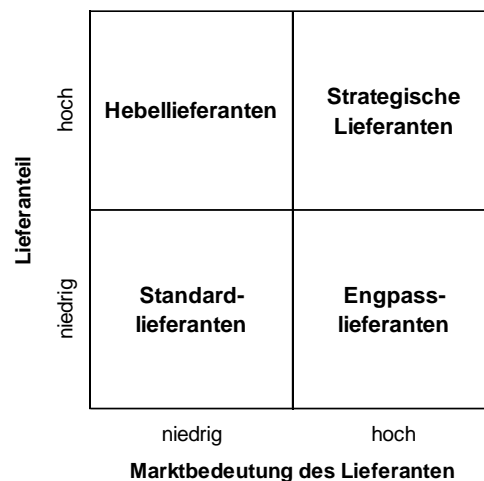 Lieferanteil
hoch
niedrig
Hebellieferanten
Strategische
Lieferanten
Standard-
lieferanten
Engpass-
lieferanten
niedrig
hoch
Marktbedeutung des Lieferanten